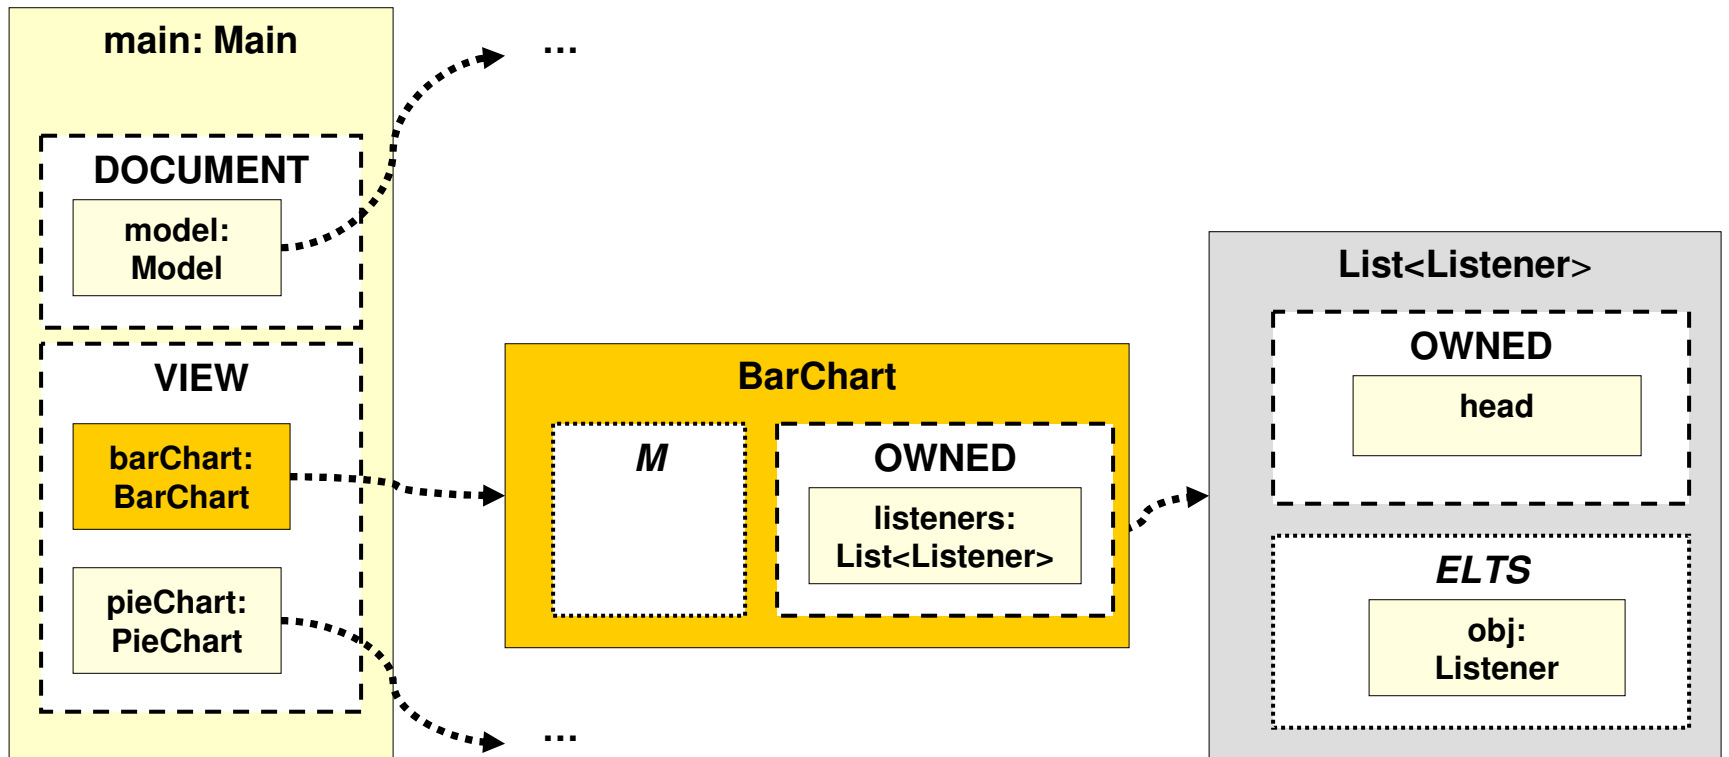 main: Main
...
DOCUMENT
model:
Model
VIEW
barChart:
BarChart
pieChart:
PieChart
...
BarChart
M
OWNED
listeners:
List<Listener>
List<Listener>
OWNED
head
ELTS
obj:
Listener